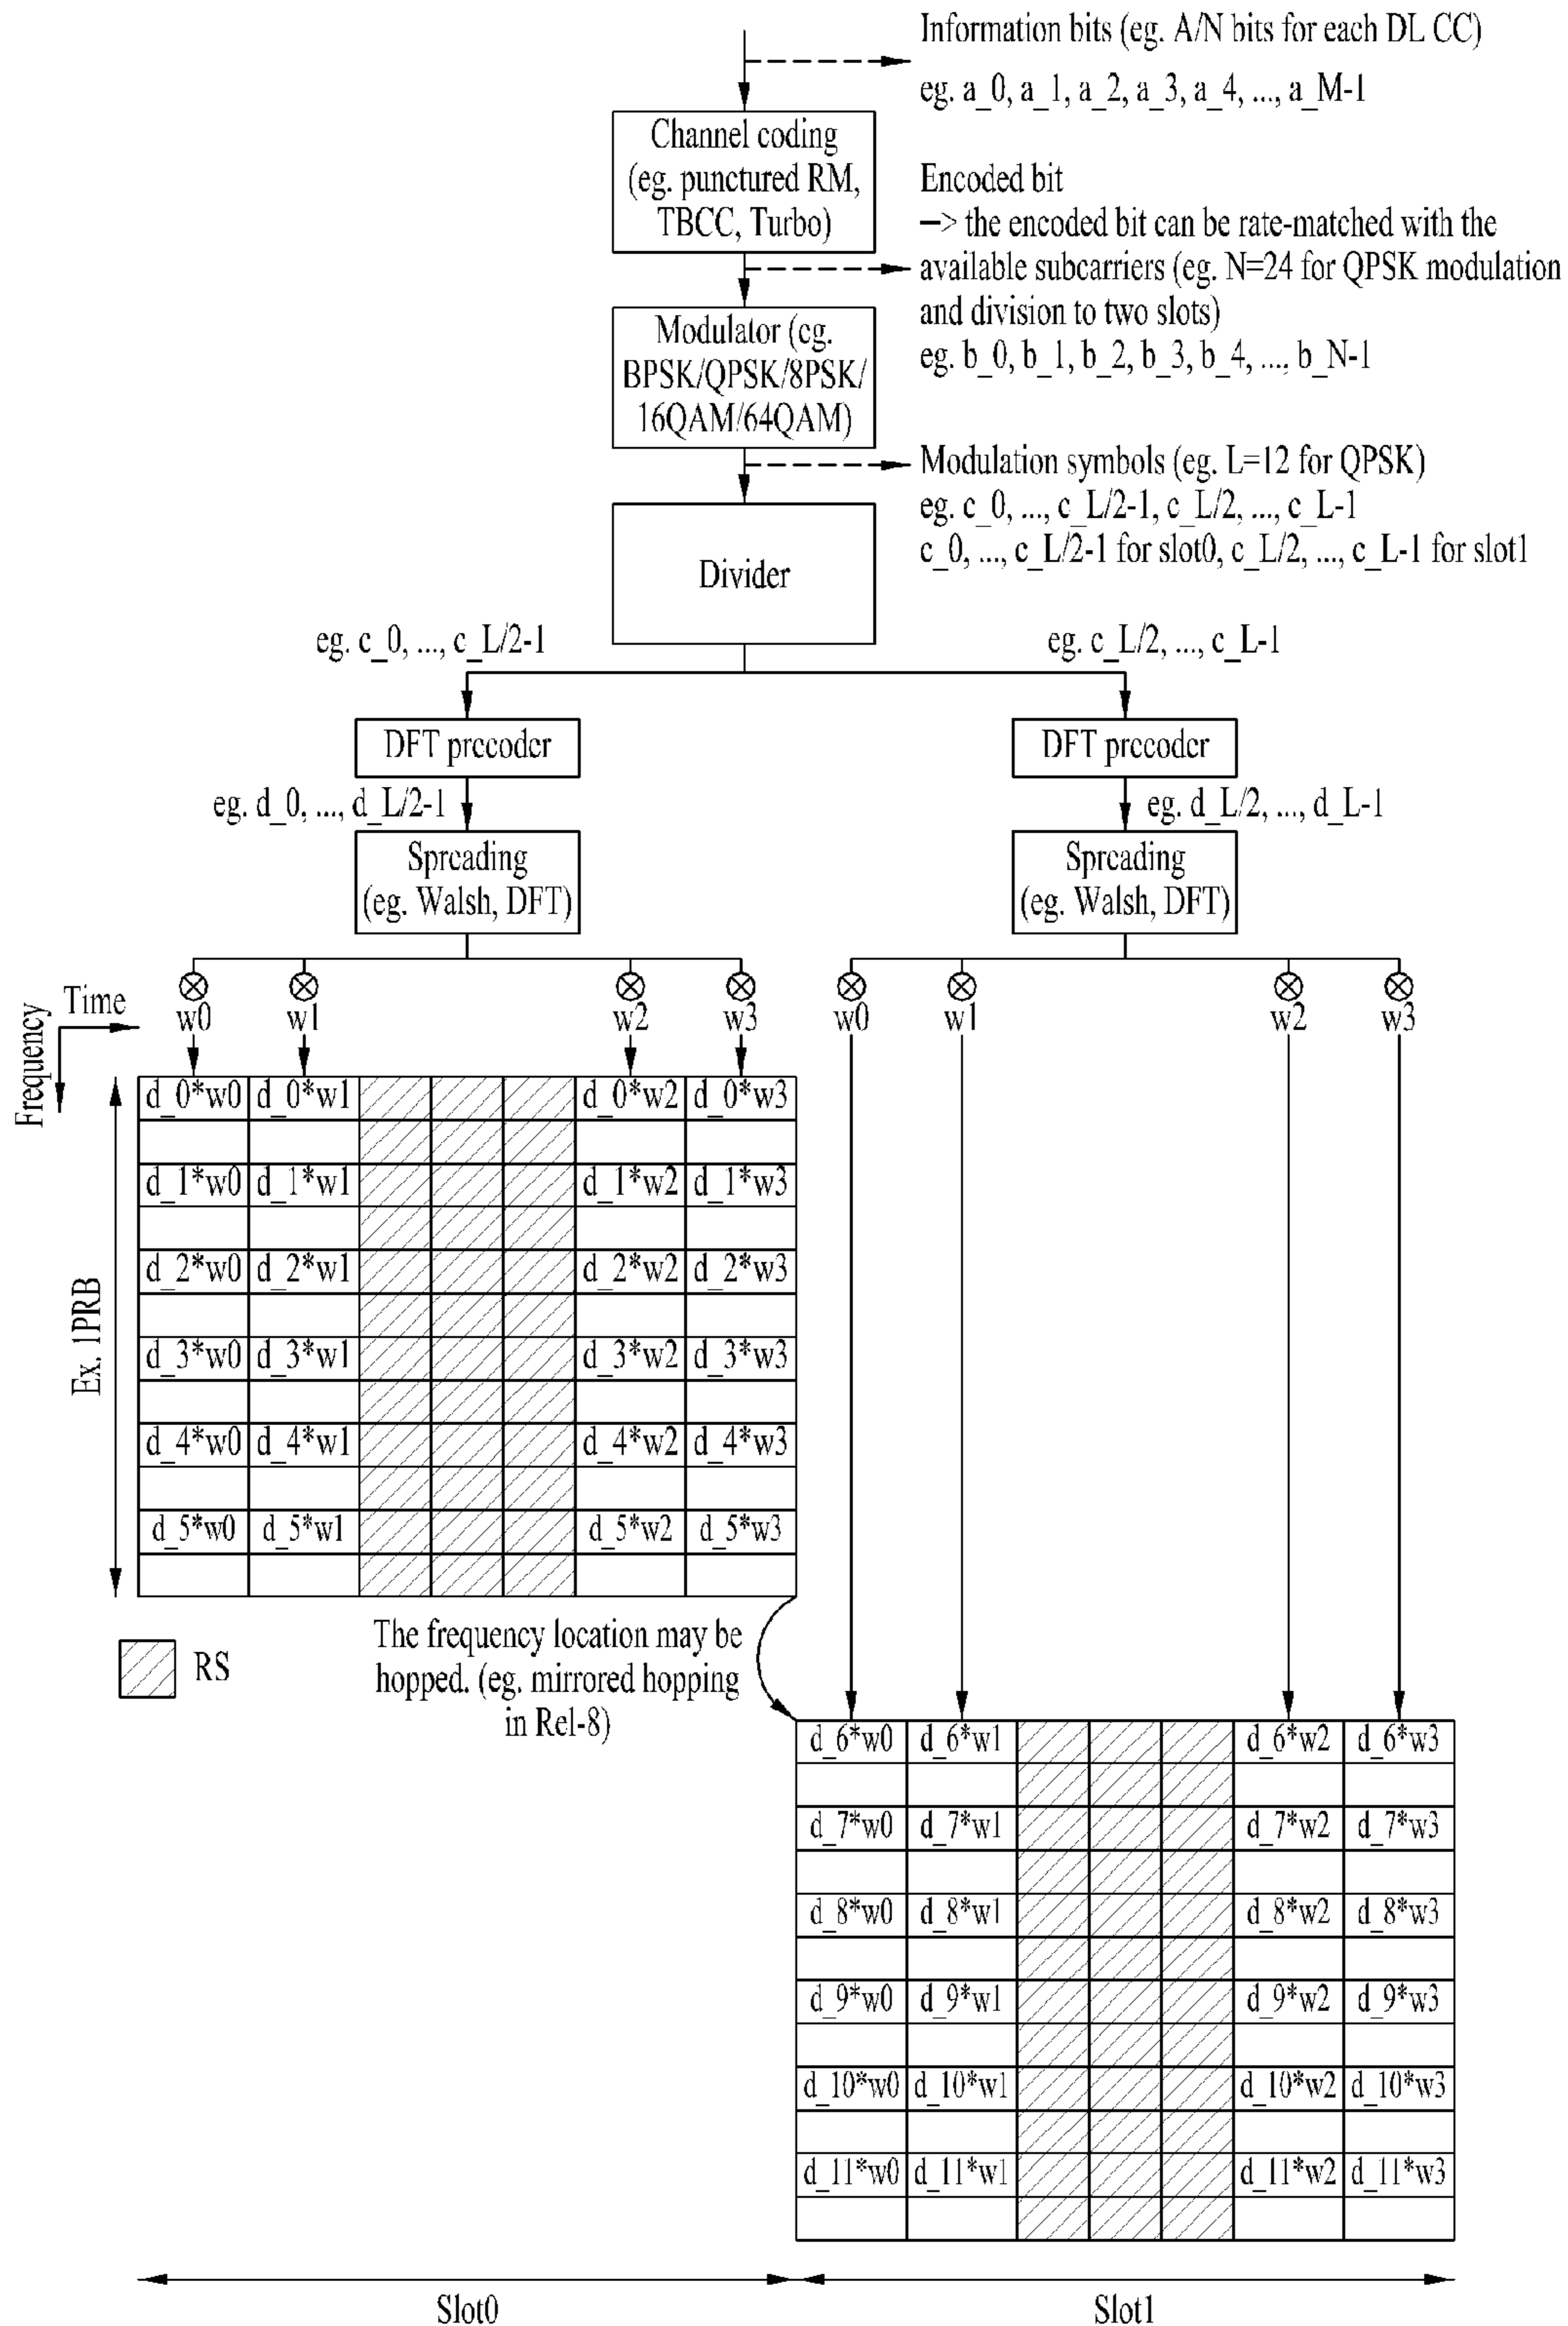 Information bits (eg. A/N bits for each DL CC)
eg. a_0, a_1, a_2, a_3, a_4, ..., a_M-1
Channel coding
(eg. punctured RM,
TBCC, Turbo)
Encoded bit
—> the encoded bit can be rate-matched with the
available subcarriers (eg. N=24 for QPSK modulation
and division to two slots)
eg. b_0, b_1, b_2, b_3, b_4, ..., b_N-1
Modulator (eg.
BPSK/QPSK/8PSK/
16QAM/64QAM)
Modulation symbols (eg. L=12 for QPSK)
eg. c_0, ..., c_L/2-1, c_L/2, ..., c_L-1
c_0, ..., c_L/2-1 for slot0, c_L/2, ..., c_L-1 for slot1
Divider
eg. c_0, ..., c_L/2-1
eg. c_L/2, ..., c_L-1
DFT precoder
DFT precoder
eg. d_0, ..., d_L/2-1
eg. d_L/2, ..., d_L-1
Spreading
(eg. Walsh, DFT)
Spreading
(eg. Walsh, DFT)
Time
Frequency
w0 w1 w2 w3
w0 w1 w2 w3
d_0*w0 d_0*w1 d_0*w2 d_0*w3
d_1*w0 d_1*w1 d_1*w2 d_1*w3
d_2*w0 d_2*w1 d_2*w2 d_2*w3
d_3*w0 d_3*w1 d_3*w2 d_3*w3
d_4*w0 d_4*w1 d_4*w2 d_4*w3
d_5*w0 d_5*w1 d_5*w2 d_5*w3
Ex. 1PRB
RS
The frequency location may be
hopped. (eg. mirrored hopping
in Rel-8)
d_6*w0 d_6*w1 d_6*w2 d_6*w3
d_7*w0 d_7*w1 d_7*w2 d_7*w3
d_8*w0 d_8*w1 d_8*w2 d_8*w3
d_9*w0 d_9*w1 d_9*w2 d_9*w3
d_10*w0 d_10*w1 d_10*w2 d_10*w3
d_11*w0 d_11*w1 d_11*w2 d_11*w3
Slot0
Slot1